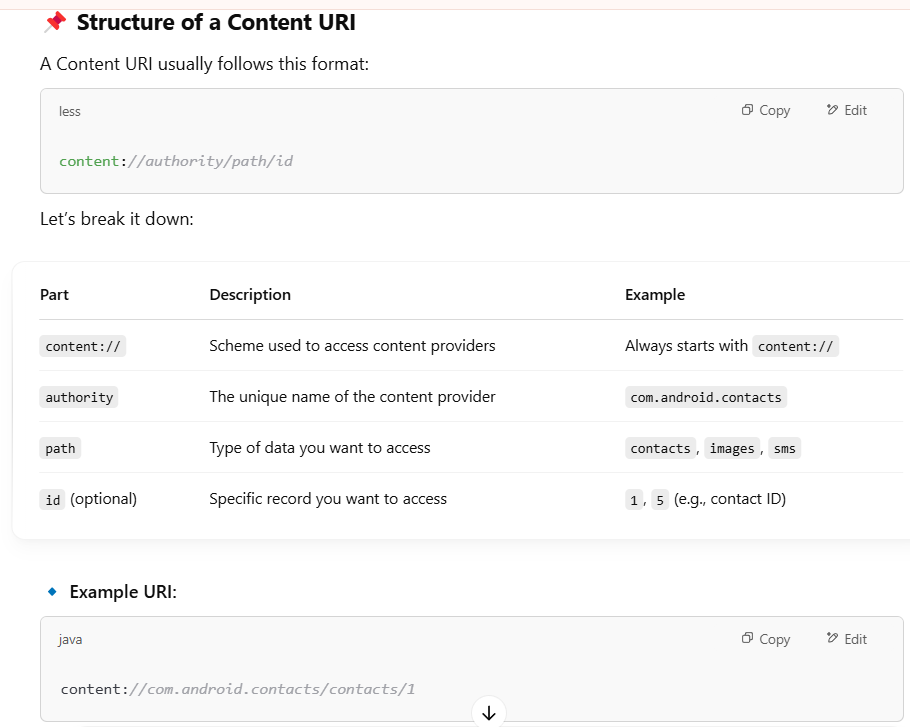 📌 Structure of a Content URI
A Content URI usually follows this format:
less Copy Edit
content://authority/path/id
Let’s break it down:
Part Description Example
content:// Scheme used to access content providers Always starts with content://
authority The unique name of the content provider com.android.contacts
path Type of data you want to access contacts, images, sms
id (optional) Specific record you want to access 1, 5 (e.g., contact ID)
🔹 Example URI:
java Copy Edit
content://com.android.contacts/contacts/1